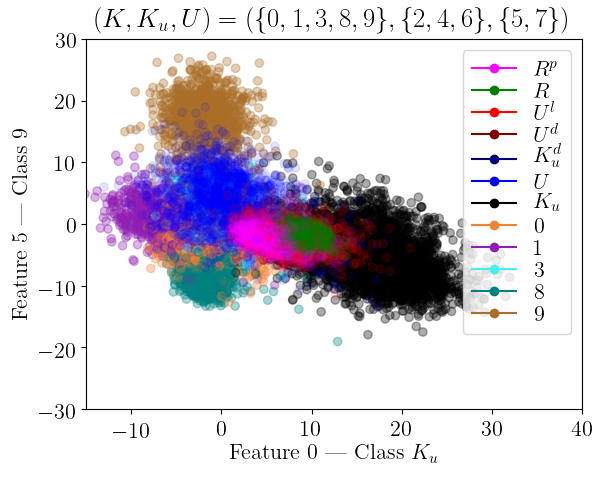 (K, K_u, U) = ({0, 1, 3, 8, 9}, {2, 4, 6}, {5, 7})
30
20
10
0
−10
−20
−30
Feature 5 — Class 9
−10
0
10
20
30
40
Feature 0 — Class K_u
R^p
R
U^l
U^d
K_u^d
U
K_u
0
1
3
8
9